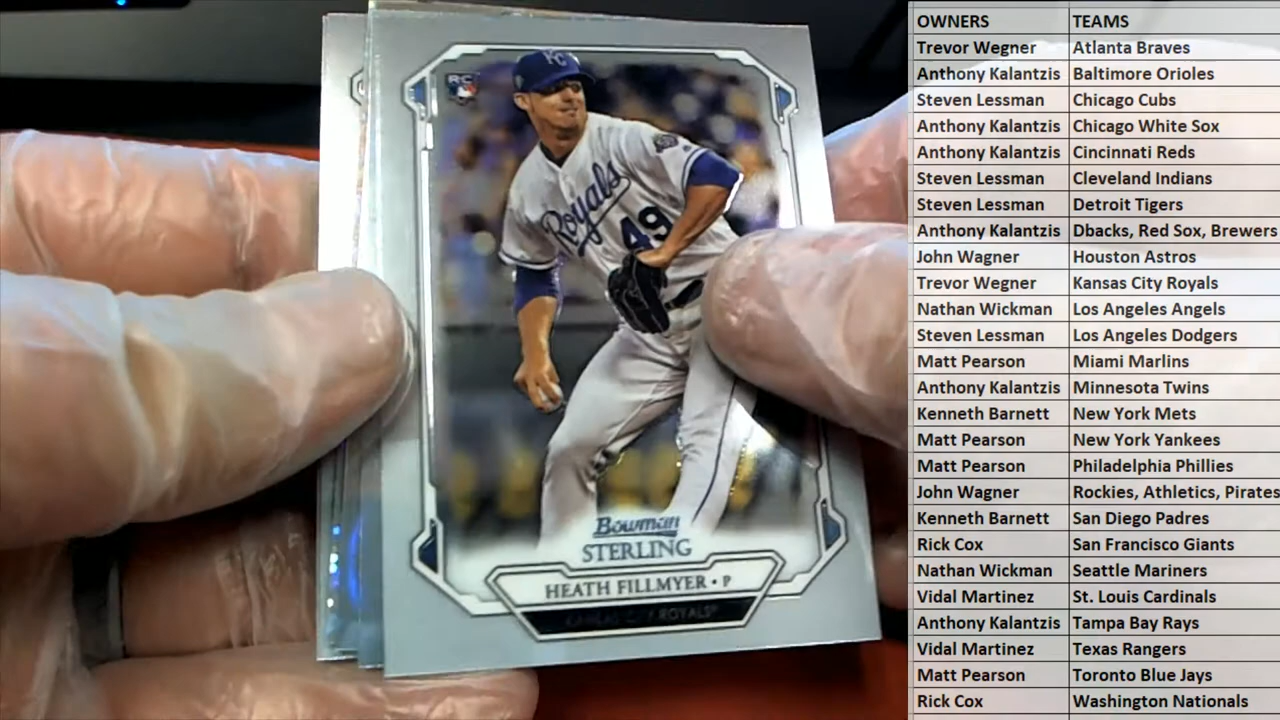 RC
KC
Royals
49
Bowman
STERLING
HEATH FILLMYER • P
KANSAS CITY ROYALS
OWNERS TEAMS
Trevor Wegner Atlanta Braves
Anthony Kalantzis Baltimore Orioles
Steven Lessman Chicago Cubs
Anthony Kalantzis Chicago White Sox
Anthony Kalantzis Cincinnati Reds
Steven Lessman Cleveland Indians
Steven Lessman Detroit Tigers
Anthony Kalantzis Dbacks, Red Sox, Brewers
John Wagner Houston Astros
Trevor Wegner Kansas City Royals
Nathan Wickman Los Angeles Angels
Steven Lessman Los Angeles Dodgers
Matt Pearson Miami Marlins
Anthony Kalantzis Minnesota Twins
Kenneth Barnett New York Mets
Matt Pearson New York Yankees
Matt Pearson Philadelphia Phillies
John Wagner Rockies, Athletics, Pirates
Kenneth Barnett San Diego Padres
Rick Cox San Francisco Giants
Nathan Wickman Seattle Mariners
Vidal Martinez St. Louis Cardinals
Anthony Kalantzis Tampa Bay Rays
Vidal Martinez Texas Rangers
Matt Pearson Toronto Blue Jays
Rick Cox Washington Nationals